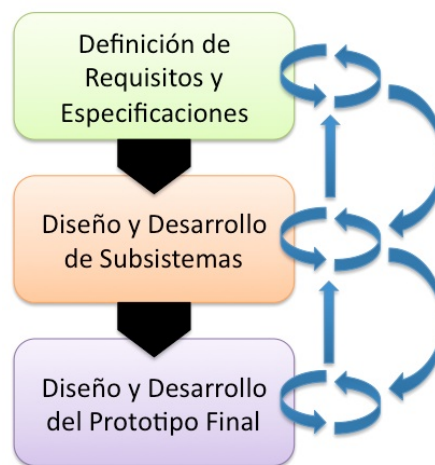 Definición de
Requisitos y
Especificaciones
Diseño y Desarrollo
de Subsistemas
Diseño y Desarrollo
del Prototipo Final